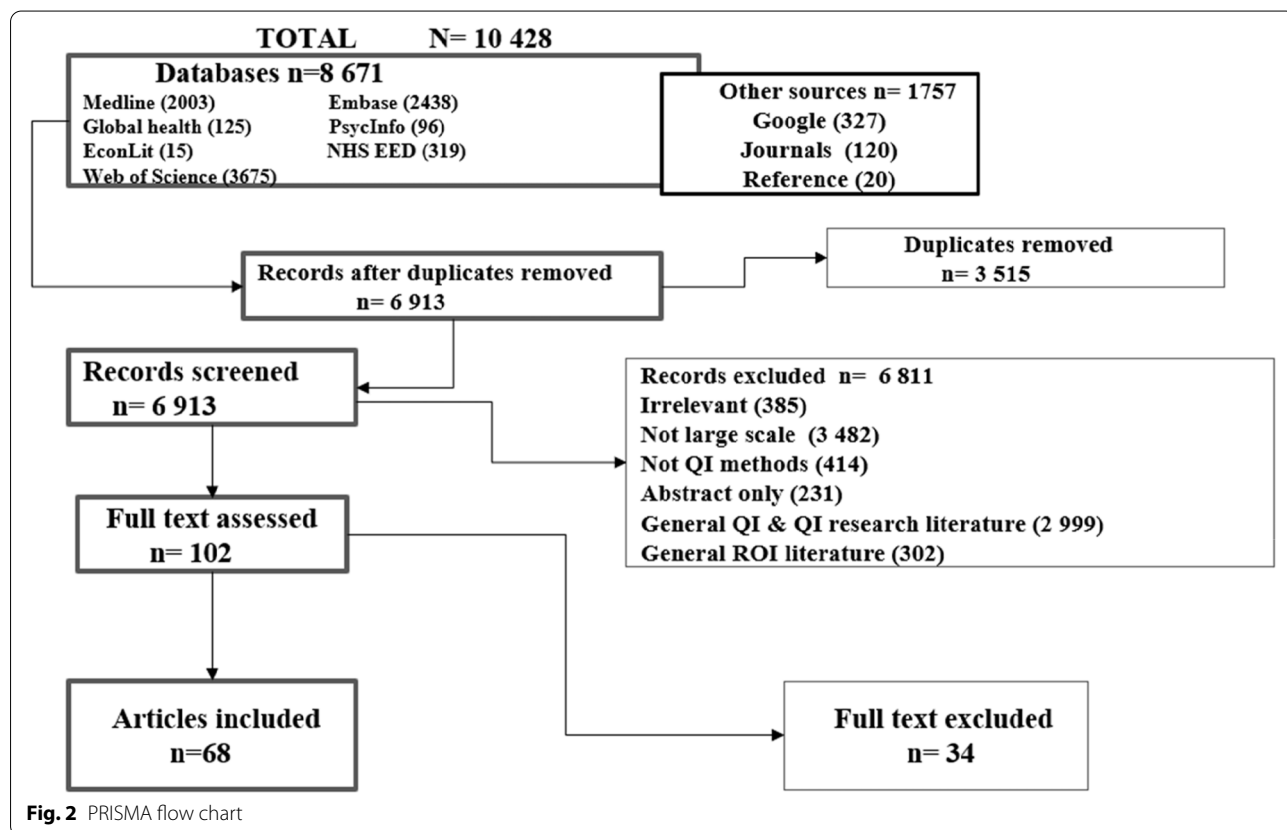 TOTAL N= 10 428
Databases n=8 671
Medline (2003) Embase (2438)
Global health (125) PsycInfo (96)
EconLit (15) NHS EED (319)
Web of Science (3675)
Other sources n= 1757
Google (327)
Journals (120)
Reference (20)
Records after duplicates removed
n= 6 913
Duplicates removed
n= 3 515
Records screened
n= 6 913
Records excluded n= 6 811
Irrelevant (385)
Not large scale (3 482)
Not QI methods (414)
Abstract only (231)
General QI & QI research literature (2 999)
General ROI literature (302)
Full text assessed
n= 102
Articles included
n=68
Full text excluded
n= 34
Fig. 2 PRISMA flow chart